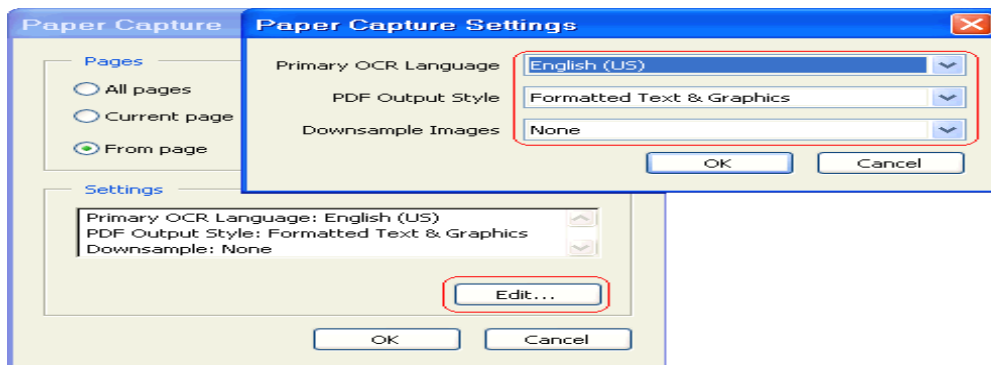 Paper Capture
Pages
All pages
Current page
From page
Settings
Primary OCR Language: English (US)
PDF Output Style: Formatted Text & Graphics
Downsample: None
Edit...
OK
Cancel
Paper Capture Settings
Primary OCR Language
English (US)
PDF Output Style
Formatted Text & Graphics
Downsample Images
None
OK
Cancel